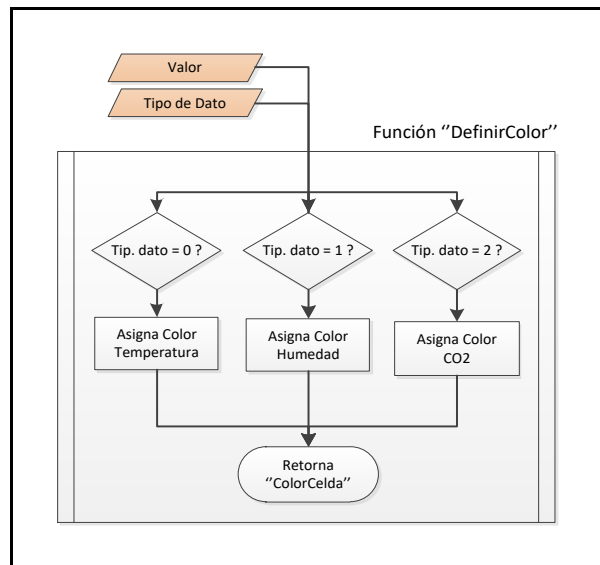 Valor
Tipo de Dato
Función ‘‘DefinirColor’’
Tip. dato = 0 ?
Tip. dato = 1 ?
Tip. dato = 2 ?
Asigna Color
Temperatura
Asigna Color
Humedad
Asigna Color
CO2
Retorna
‘‘ColorCelda’’